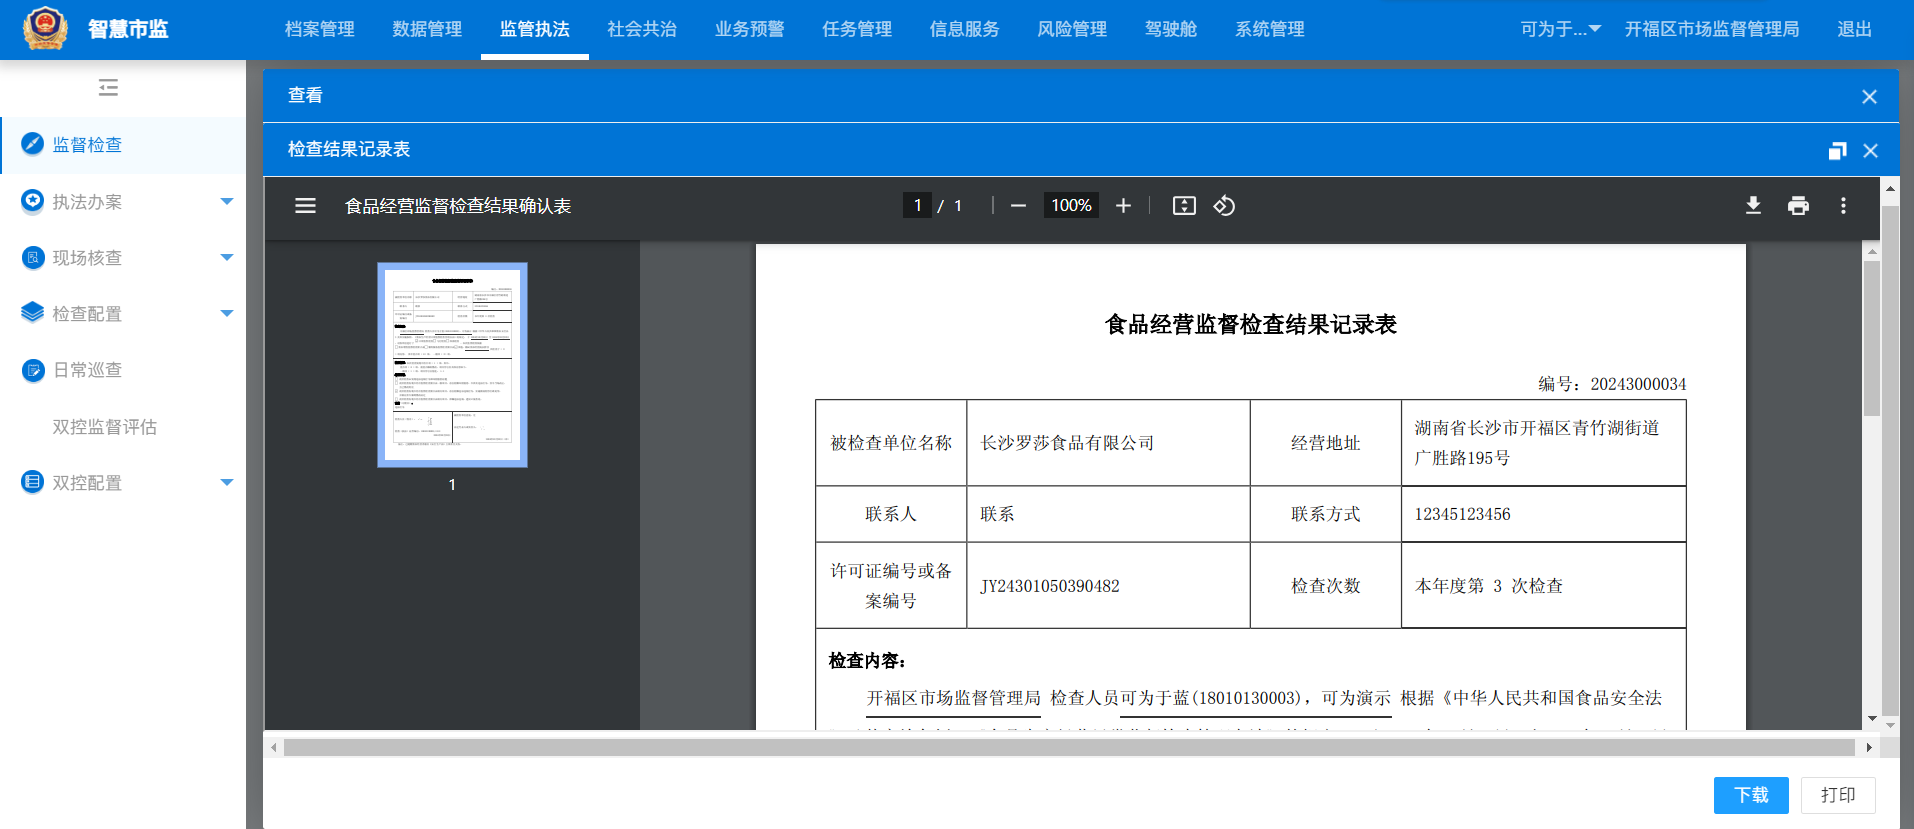 智慧市监
档案管理 数据管理 监管执法 社会共治 业务预警 任务管理 信息服务 风险管理 驾驶舱 系统管理 可为于... 开福区市场监督管理局 退出
监督检查
执法办案
现场核查
检查配置
日常巡查
双控监督评估
双控配置
查看
检查结果记录表
食品经营监督检查结果确认表 1 / 1 100%
1
食品经营监督检查结果记录表
编号：20243000034
被检查单位名称 长沙罗莎食品有限公司 经营地址 湖南省长沙市开福区青竹湖街道
广胜路195号
联系人 联系 联系方式 12345123456
许可证编号或备
案编号 JY24301050390482 检查次数 本年度第 3 次检查
检查内容：
开福区市场监督管理局 检查人员可为于蓝(18010130003)，可为演示 根据《中华人民共和国食品安全法
下载 打印